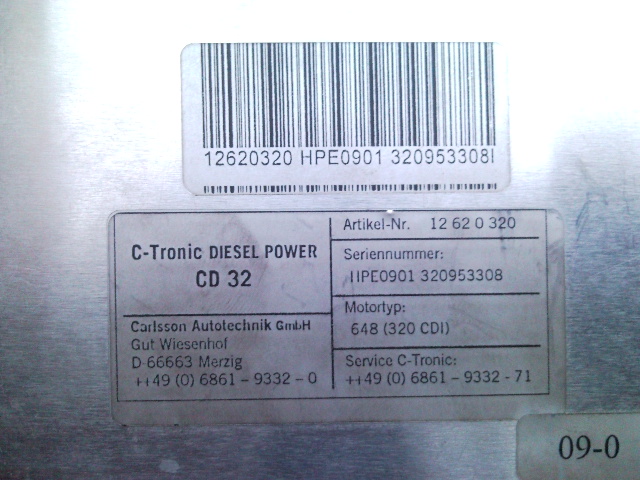 12620320 HPE0901 320953308I
C-Tronic DIESEL POWER
CD 32
Carlsson Autotechnik GmbH
Gut Wiesenhof
D-66663 Merzig
++49 (0) 6861 - 9332 - 0
Artikel-Nr. 12 62 0 320
Seriennummer:
HPE0901 320953308
Motortyp:
648 (320 CDI)
Service C-Tronic:
++49 (0) 6861 - 9332 - 71
09-0